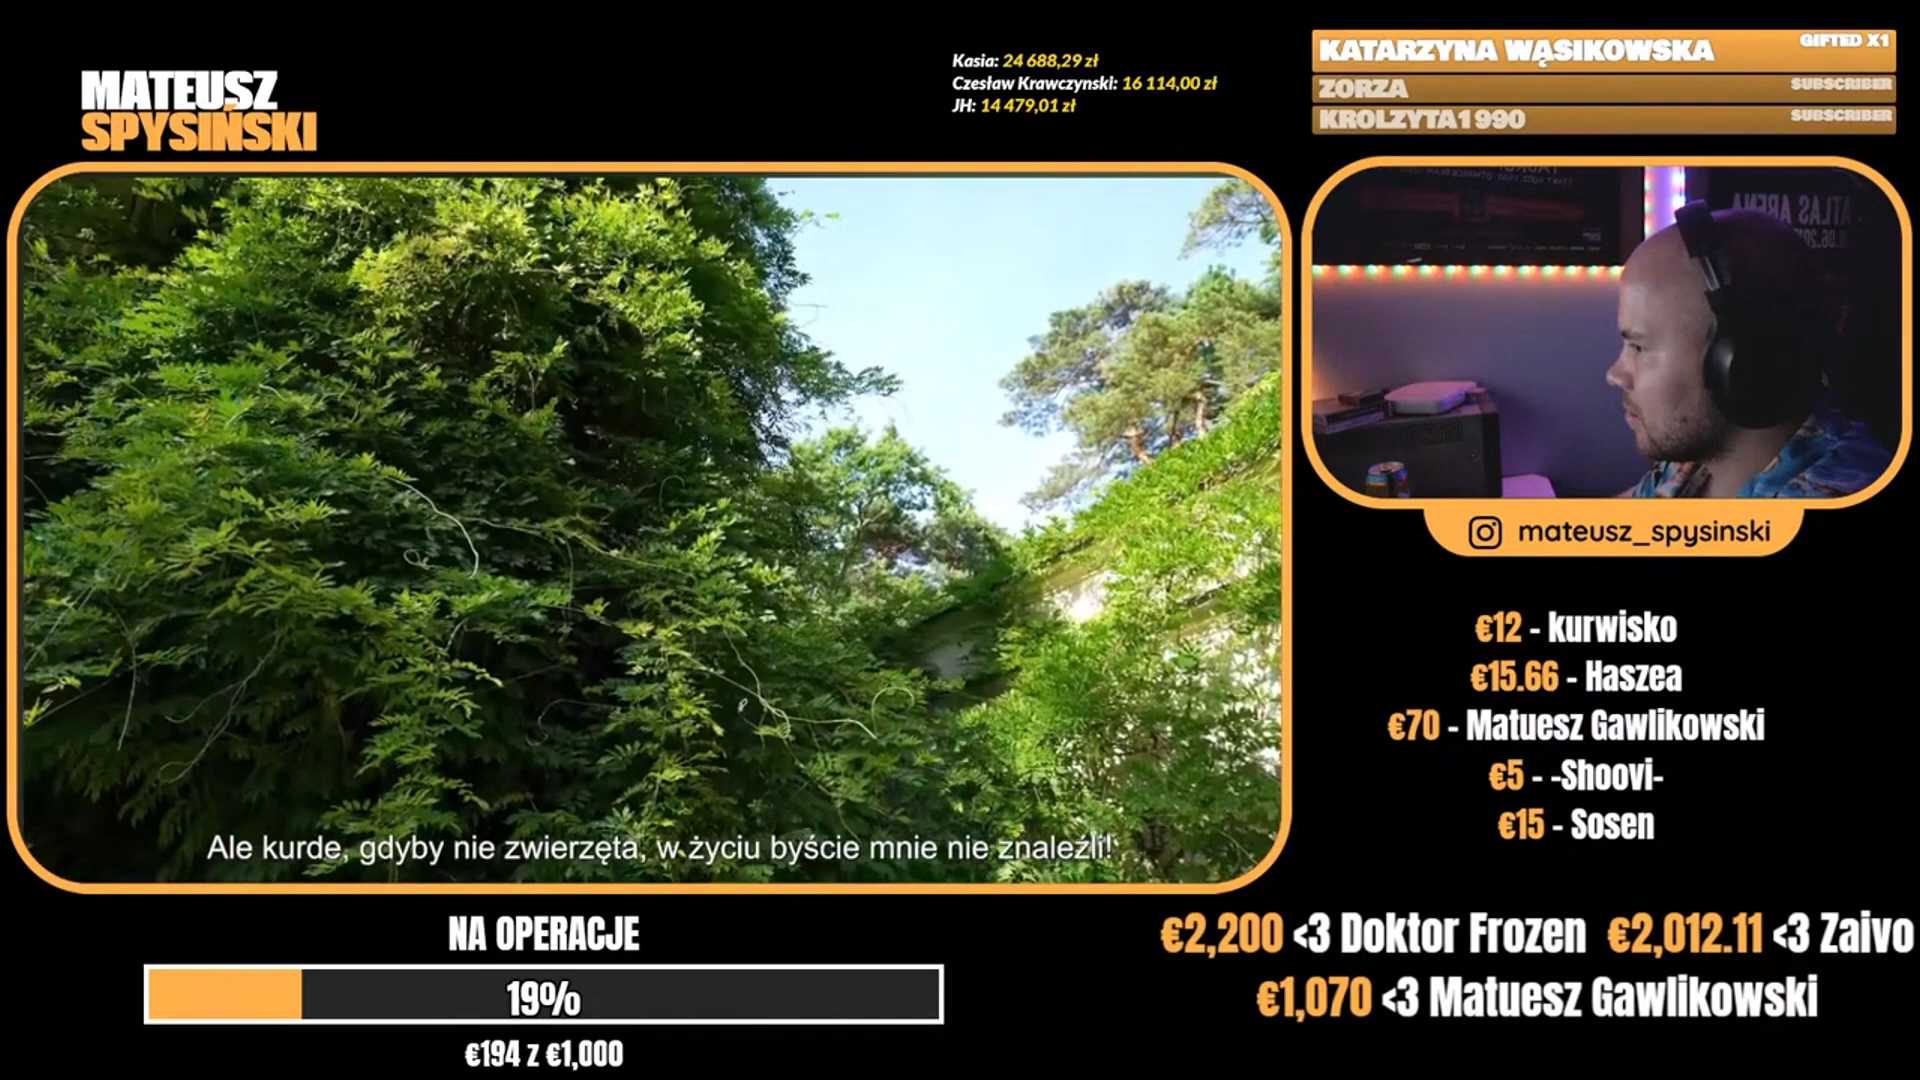 MATEUSZ
SPYSIŃSKI
Kasia: 24 688,29 zł
Czesław Krawczynski: 16 114,00 zł
JH: 14 479,01 zł
KATARZYNA WĄSIKOWSKA GIFTED X1
ZORZA SUBSCRIBER
KROLZYTA1990 SUBSCRIBER
ATLAS ARENA
mateusz_spysinski
€12 - kurwisko
€15.66 - Haszea
€70 - Matuesz Gawlikowski
€5 - -Shoovi-
€15 - Sosen
Ale kurde, gdyby nie zwierzęta, w życiu byście mnie nie znaleźli!
NA OPERACJE
19%
€194 z €1,000
€2,200 <3 Doktor Frozen €2,012.11 <3 Zaivo
€1,070 <3 Matuesz Gawlikowski